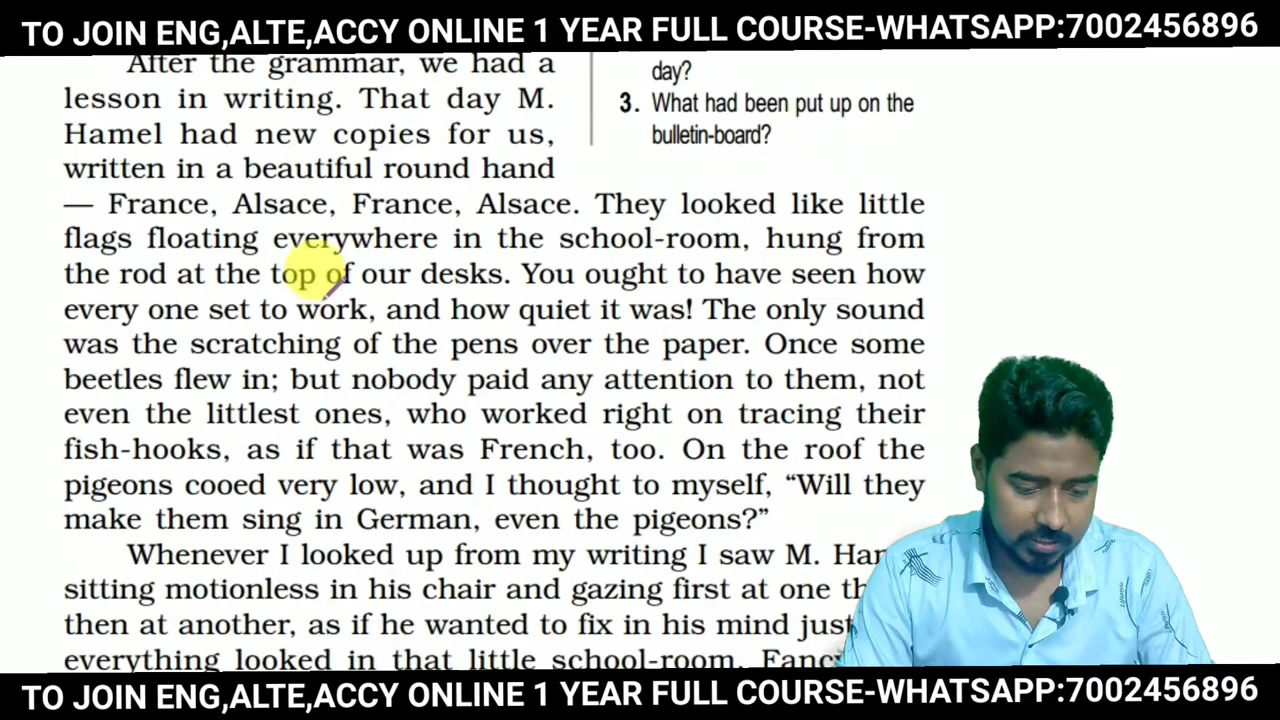 TO JOIN ENG,ALTE,ACCY ONLINE 1 YEAR FULL COURSE-WHATSAPP:7002456896
After the grammar, we had a
lesson in writing. That day M.
Hamel had new copies for us,
written in a beautiful round hand
— France, Alsace, France, Alsace. They looked like little
flags floating everywhere in the school-room, hung from
the rod at the top of our desks. You ought to have seen how
every one set to work, and how quiet it was! The only sound
was the scratching of the pens over the paper. Once some
beetles flew in; but nobody paid any attention to them, not
even the littlest ones, who worked right on tracing their
fish-hooks, as if that was French, too. On the roof the
pigeons cooed very low, and I thought to myself, “Will they
make them sing in German, even the pigeons?”
Whenever I looked up from my writing I saw M.
sitting motionless in his chair and gazing first at one
then at another, as if he wanted to fix in his mind just
everything looked in that little school-room.
day?
3. What had been put up on the
bulletin-board?
TO JOIN ENG,ALTE,ACCY ONLINE 1 YEAR FULL COURSE-WHATSAPP:7002456896